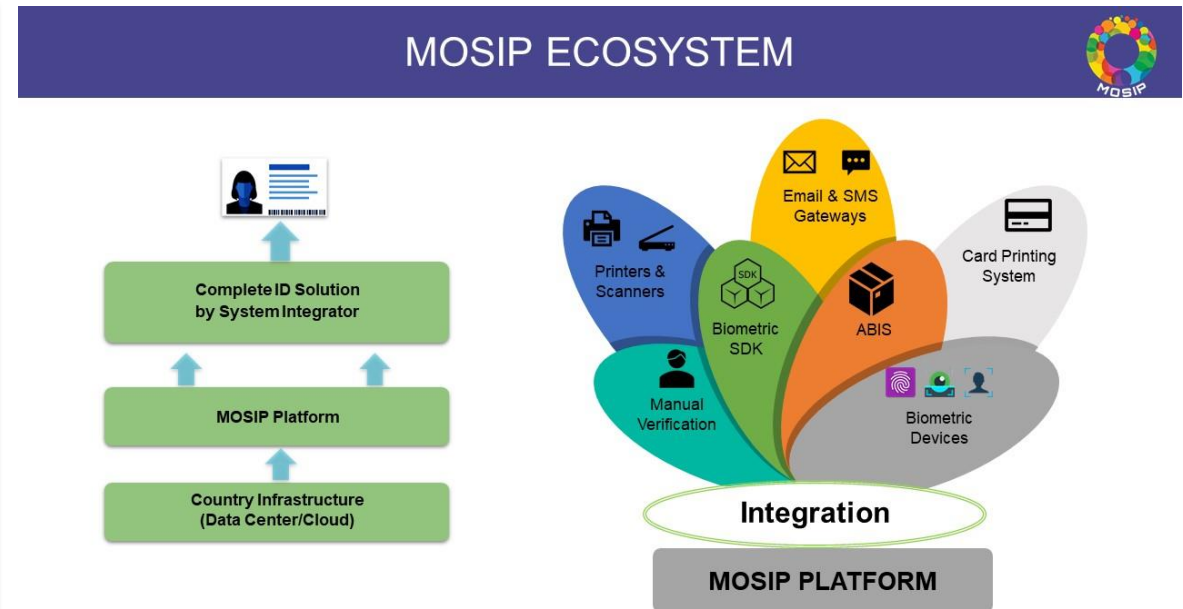 MOSIP ECOSYSTEM
MOSIP
Complete ID Solution
by System Integrator
MOSIP Platform
Country Infrastructure
(Data Center/Cloud)
Email & SMS
Gateways
Printers &
Scanners
SDK
Biometric
SDK
ABIS
Card Printing
System
Manual
Verification
Biometric
Devices
Integration
MOSIP PLATFORM